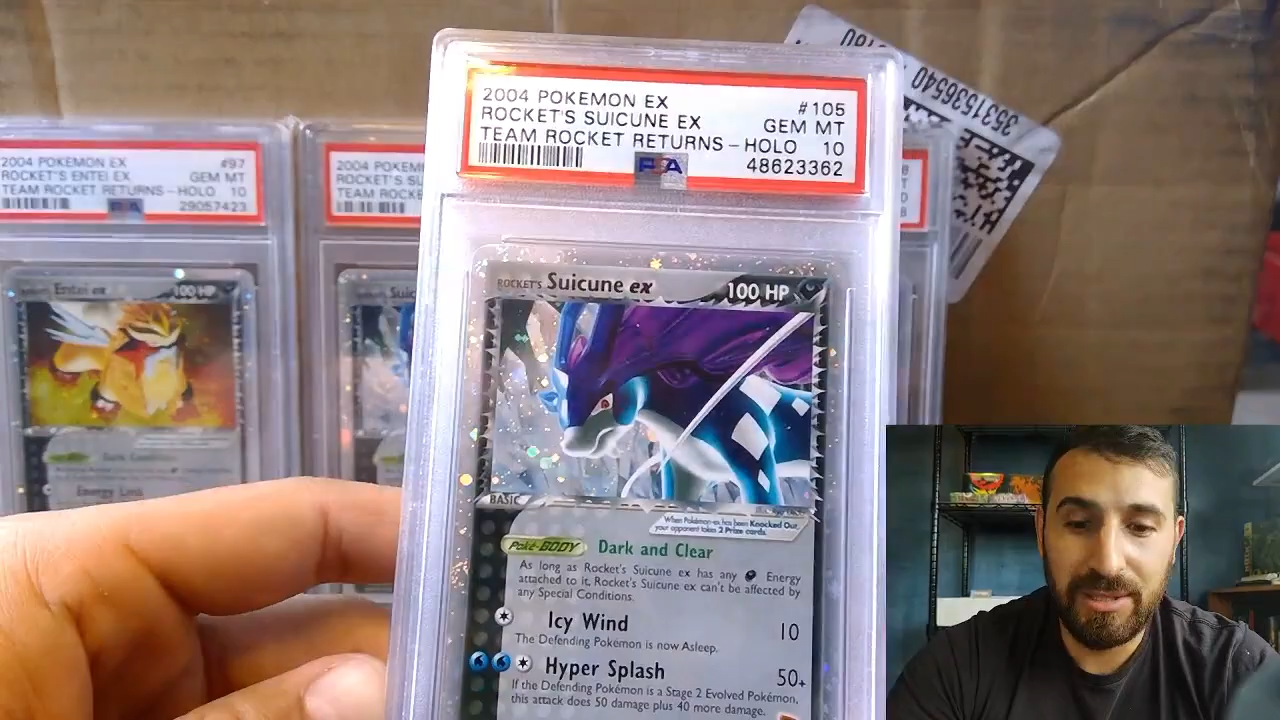 2004 POKEMON EX #105
ROCKET'S SUICUNE EX GEM MT
TEAM ROCKET RETURNS-HOLO 10
PSA 48623362
ROCKET'S Suicune ex 100 HP
BASIC
When Pokémon-ex has been Knocked Out,
your opponent takes 2 Prize cards.
Poké-BODY Dark and Clear
As long as Rocket's Suicune ex has any Energy
attached to it, Rocket's Suicune ex can't be affected by
any Special Conditions.
Icy Wind 10
The Defending Pokémon is now Asleep.
Hyper Splash 50+
If the Defending Pokémon is a Stage 2 Evolved Pokémon,
this attack does 50 damage plus 40 more damage.
2004 POKEMON EX #97
ROCKET'S ENTEI EX GEM MT
TEAM ROCKET RETURNS-HOLO 10
29057423
Entei ex 100 HP
Energy Loss
2004 POKEM
ROCKET'S SU
TEAM ROCKE
Suic
3531536540